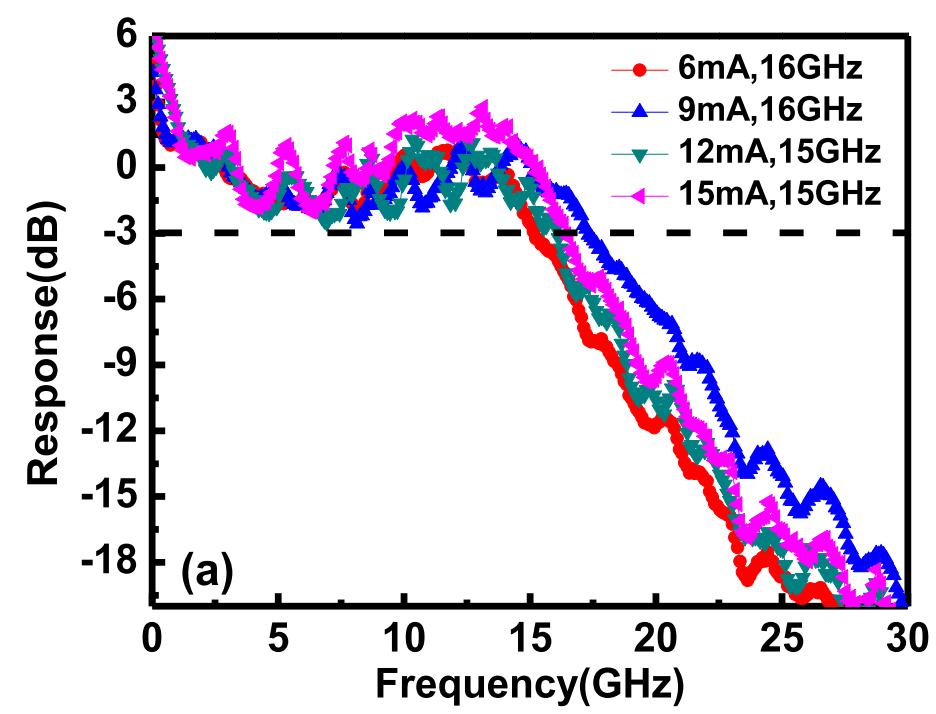 6
3
0
-3
-6
-9
-12
-15
-18
Response(dB)
6mA,16GHz
9mA,16GHz
12mA,15GHz
15mA,15GHz
(a)
0 5 10 15 20 25 30
Frequency(GHz)